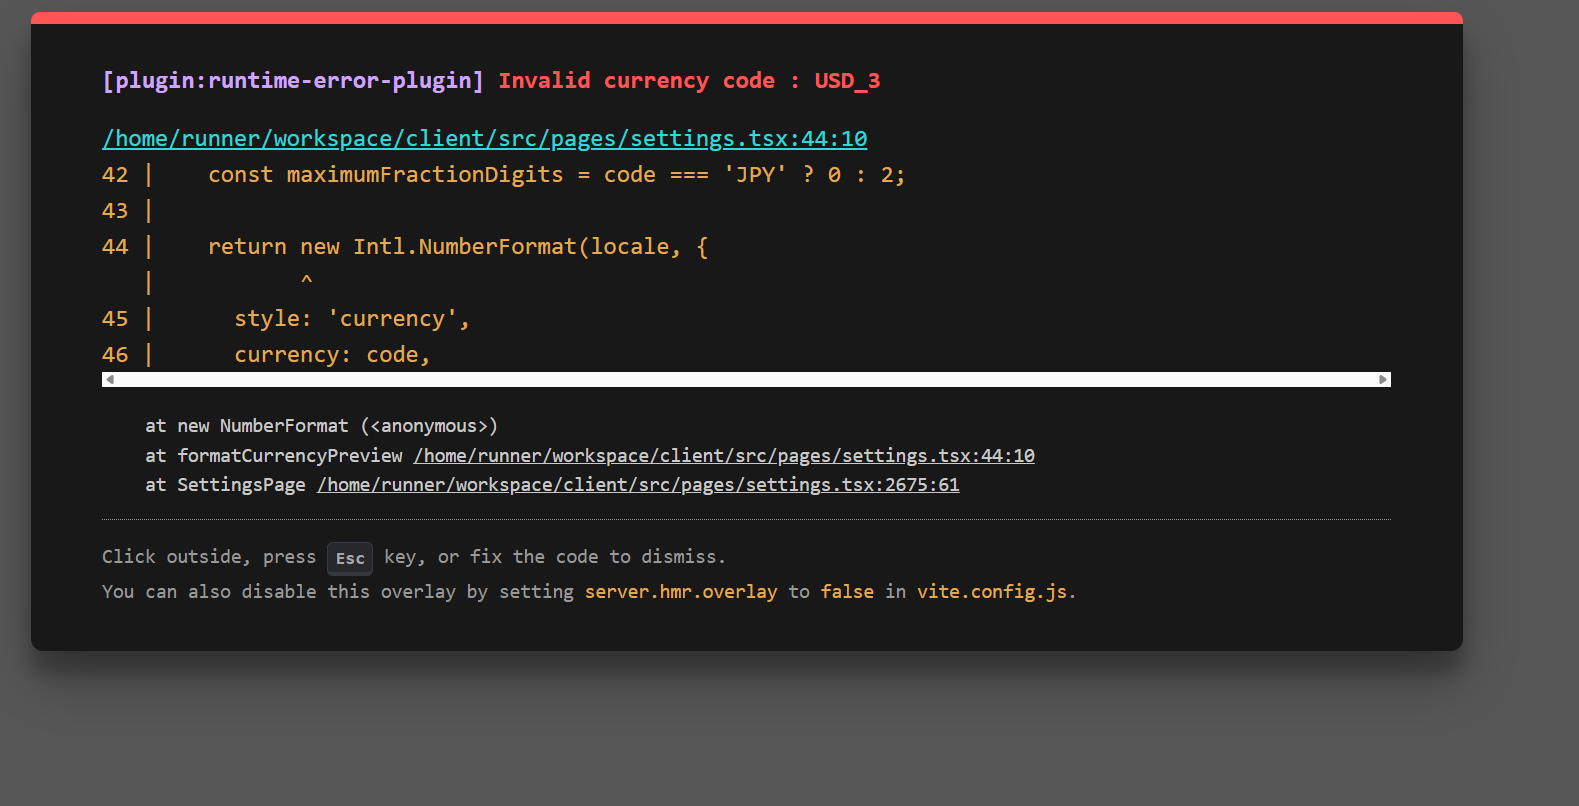 [plugin:runtime-error-plugin] Invalid currency code : USD_3
/home/runner/workspace/client/src/pages/settings.tsx:44:10
42 |    const maximumFractionDigits = code === 'JPY' ? 0 : 2;
43 |
44 |    return new Intl.NumberFormat(locale, {
   |           ^
45 |      style: 'currency',
46 |      currency: code,
    at new NumberFormat (<anonymous>)
    at formatCurrencyPreview /home/runner/workspace/client/src/pages/settings.tsx:44:10
    at SettingsPage /home/runner/workspace/client/src/pages/settings.tsx:2675:61
Click outside, press Esc key, or fix the code to dismiss.
You can also disable this overlay by setting server.hmr.overlay to false in vite.config.js.